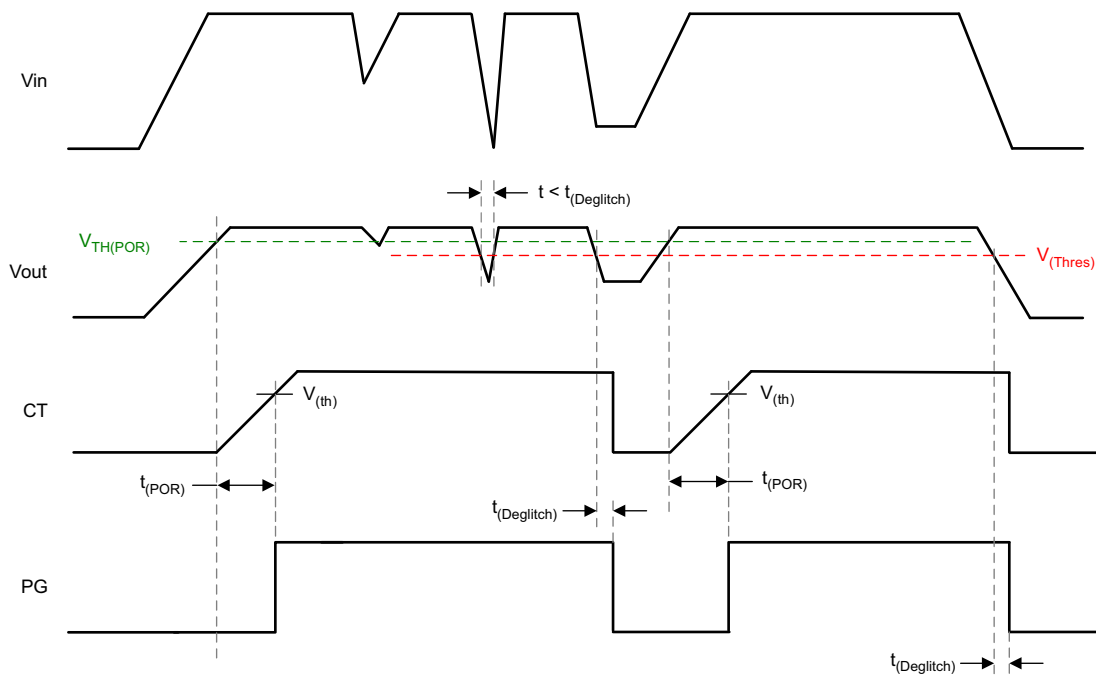 Vin
t < t(Deglitch)
VTH(POR)
V(Thres)
Vout
V(th)
V(th)
CT
t(POR)
t(POR)
t(Deglitch)
PG
t(Deglitch)